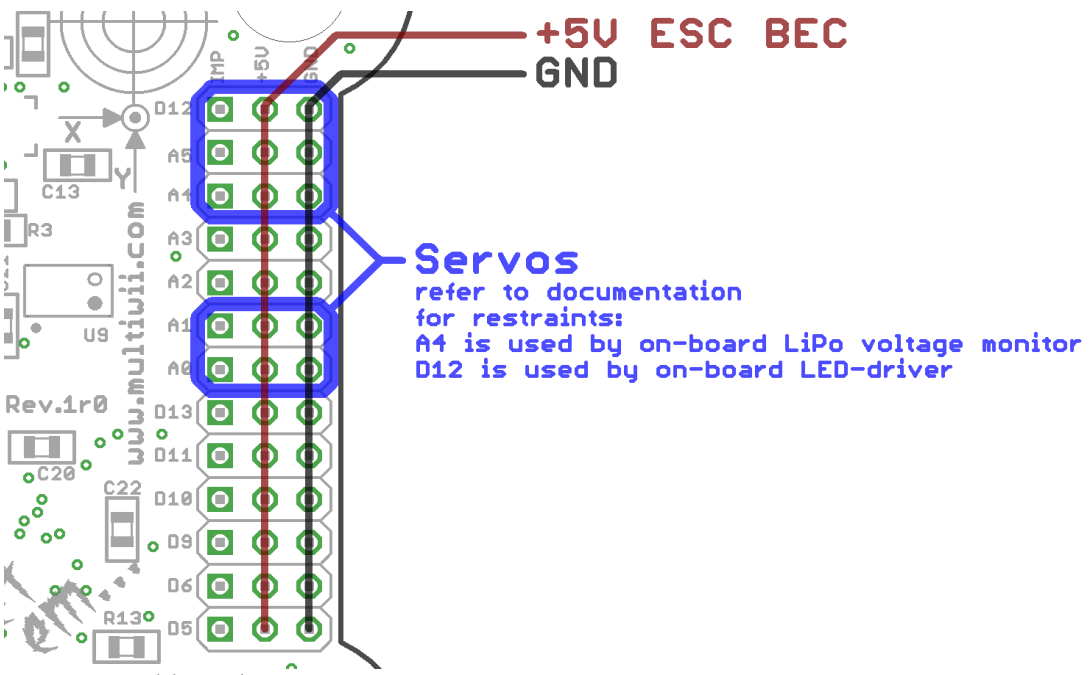 +5V ESC BEC
GND
IMP
+5V
GND
D12
X
A5
C13
Y
A4
R3
A3
A2
U9
A1
A0
www.multiwii.com
Servos
refer to documentation
for restraints:
A4 is used by on-board LiPo voltage monitor
D12 is used by on-board LED-driver
Rev.1r0
D13
D11
C20
C22
D10
D9
D6
R13
D5